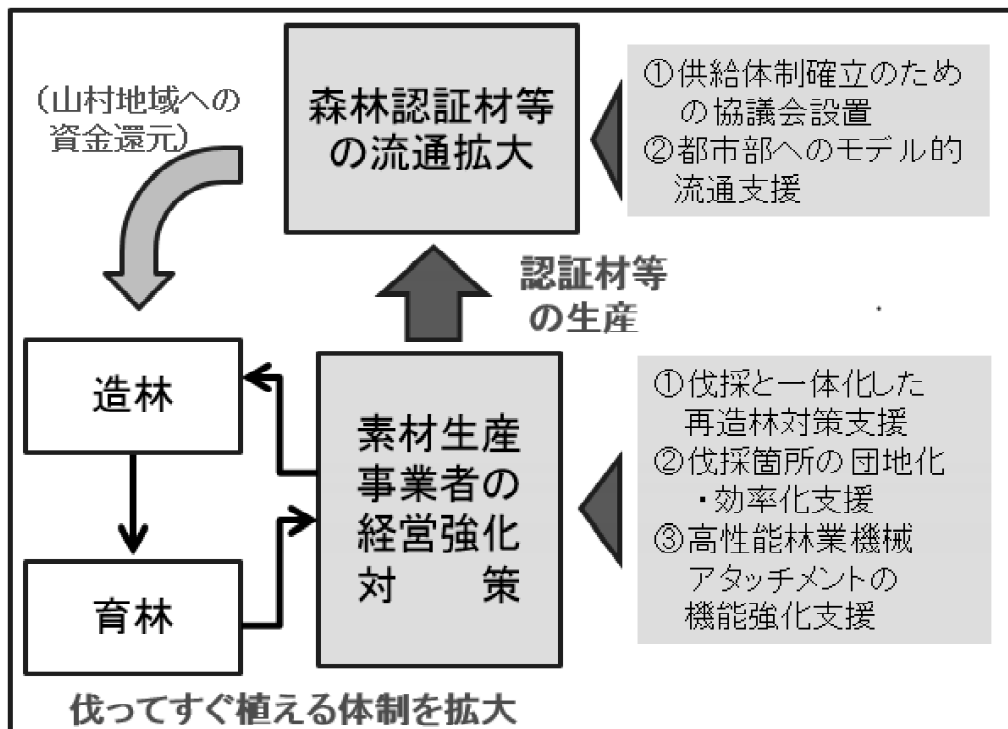 (山村地域への
資金還元)
森林認証材等
の流通拡大
①供給体制確立のため
の協議会設置
②都市部へのモデル的
流通支援
認証材等
の生産
造林
育林
素材生産
事業者の
経営強化
対 策
①伐採と一体化した
再造林対策支援
②伐採箇所の団地化
・効率化支援
③高性能林業機械
アタッチメントの
機能強化支援
伐ってすぐ植える体制を拡大